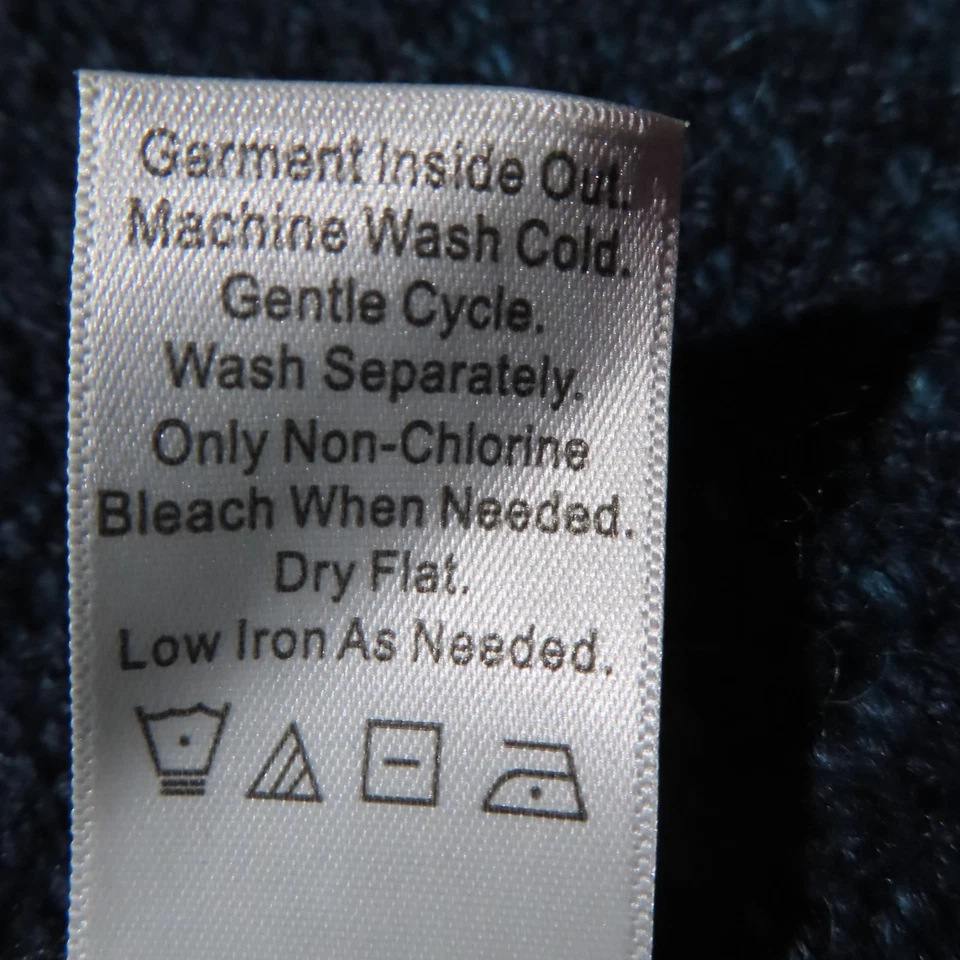 Garment Inside Out.
Machine Wash Cold.
Gentle Cycle.
Wash Separately.
Only Non-Chlorine
Bleach When Needed.
Dry Flat.
Low Iron As Needed.